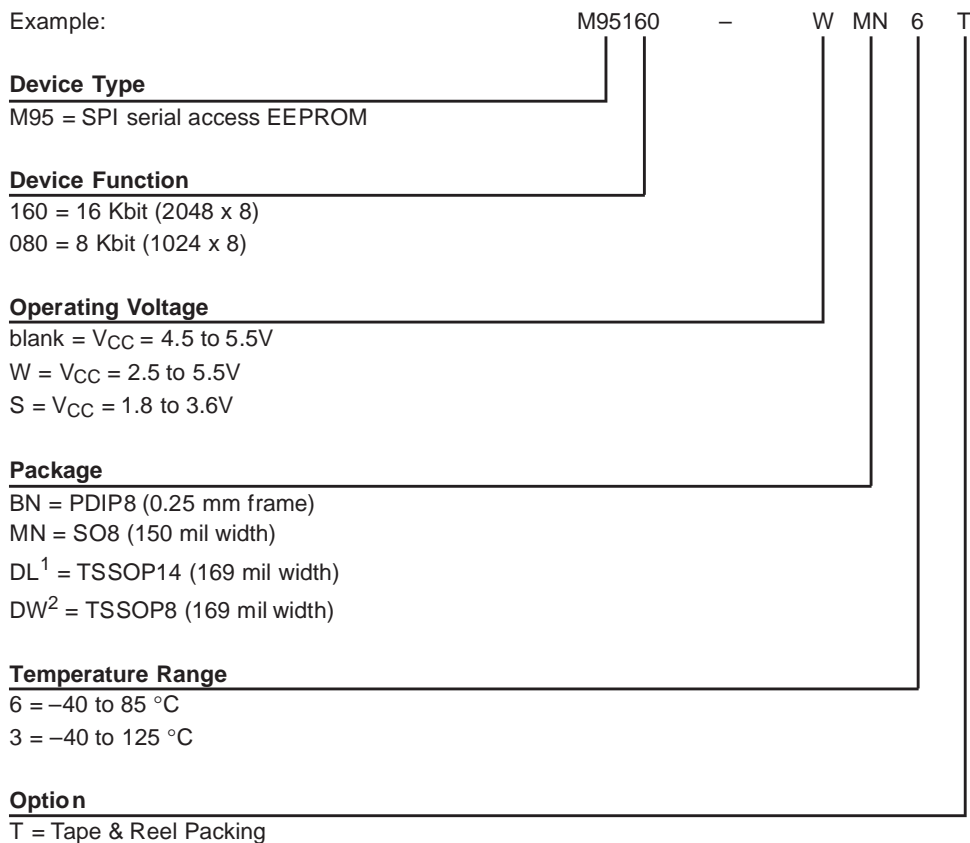 Example: M95160 – W MN 6 T
Device Type
M95 = SPI serial access EEPROM
Device Function
160 = 16 Kbit (2048 x 8)
080 = 8 Kbit (1024 x 8)
Operating Voltage
blank = VCC = 4.5 to 5.5V
W = VCC = 2.5 to 5.5V
S = VCC = 1.8 to 3.6V
Package
BN = PDIP8 (0.25 mm frame)
MN = SO8 (150 mil width)
DL1 = TSSOP14 (169 mil width)
DW2 = TSSOP8 (169 mil width)
Temperature Range
6 = –40 to 85 °C
3 = –40 to 125 °C
Option
T = Tape & Reel Packing